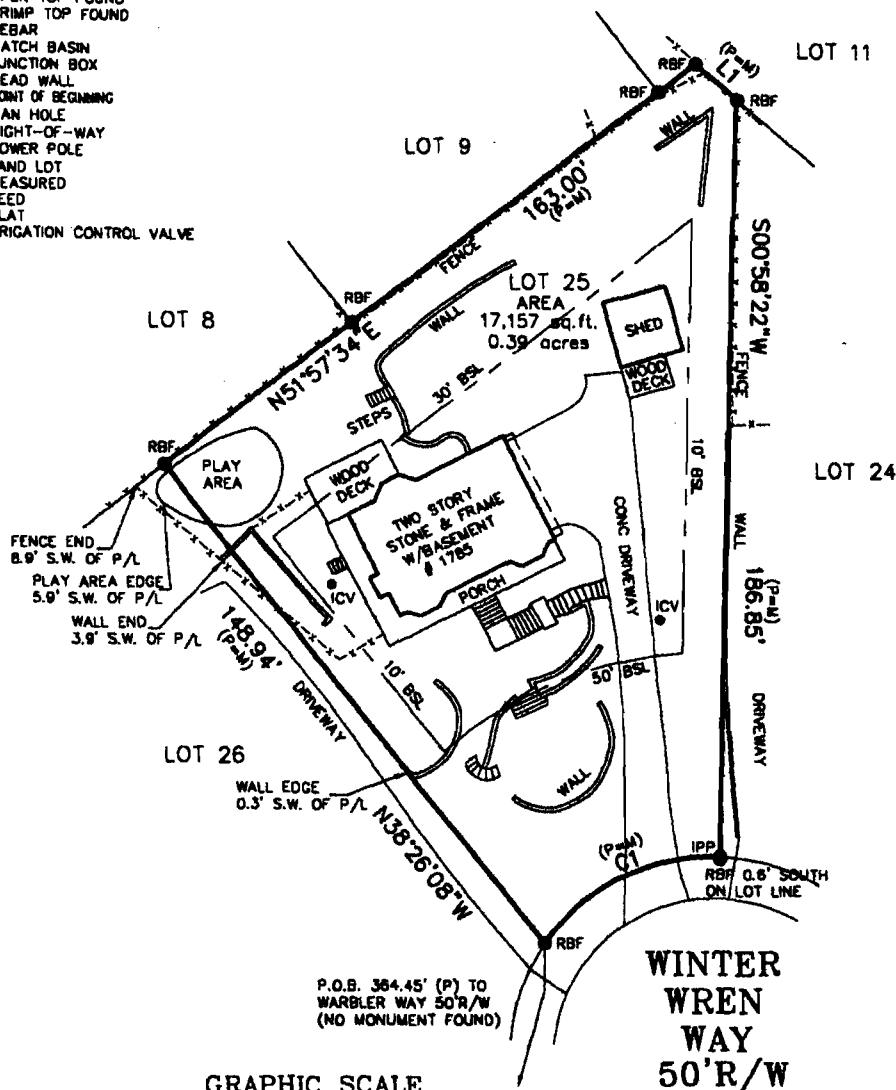 RIMP TOP FOUND
EBAR
ATCH BASIN
UNCTION BOX
EAD WALL
OINT OF BEGINNING
AN HOLE
IGHT-OF-WAY
OWER POLE
AND LOT
EASURED
EED
LAT
RIGATION CONTROL VALVE
LOT 11
RBF
(P=M)
L1
RBF
RBF
WALL
LOT 9
163.00'
(P=M)
FENCE
S00°58'22"W
RBF
LOT 25
AREA
17,157 sq.ft.
0.39 acres
LOT 8
WALL
SHED
N51°57'34"E
30' BSL
WOOD
DECK
FENCE
STEPS
RBF
PLAY
AREA
WOOD
DECK
10' BSL
LOT 24
TWO STORY
STONE & FRAME
W/BASEMENT
# 1785
CONC DRIVEWAY
WALL
FENCE END
8.9' S.W. OF P/L
PLAY AREA EDGE
5.9' S.W. OF P/L
ICV
PORCH
ICV
186.85'
(P=M)
WALL END
3.9' S.W. OF P/L
148.94'
(P=M)
10' BSL
50' BSL
DRIVEWAY
DRIVEWAY
LOT 26
WALL EDGE
0.3' S.W. OF P/L
WALL
N38°26'08"W
(P=M)
C1
IPP
RBF 0.6' SOUTH
ON LOT LINE
RBF
P.O.B. 364.45' (P) TO
WARBLER WAY 50'R/W
(NO MONUMENT FOUND)
WINTER
WREN
WAY
50'R/W
GRAPHIC SCALE